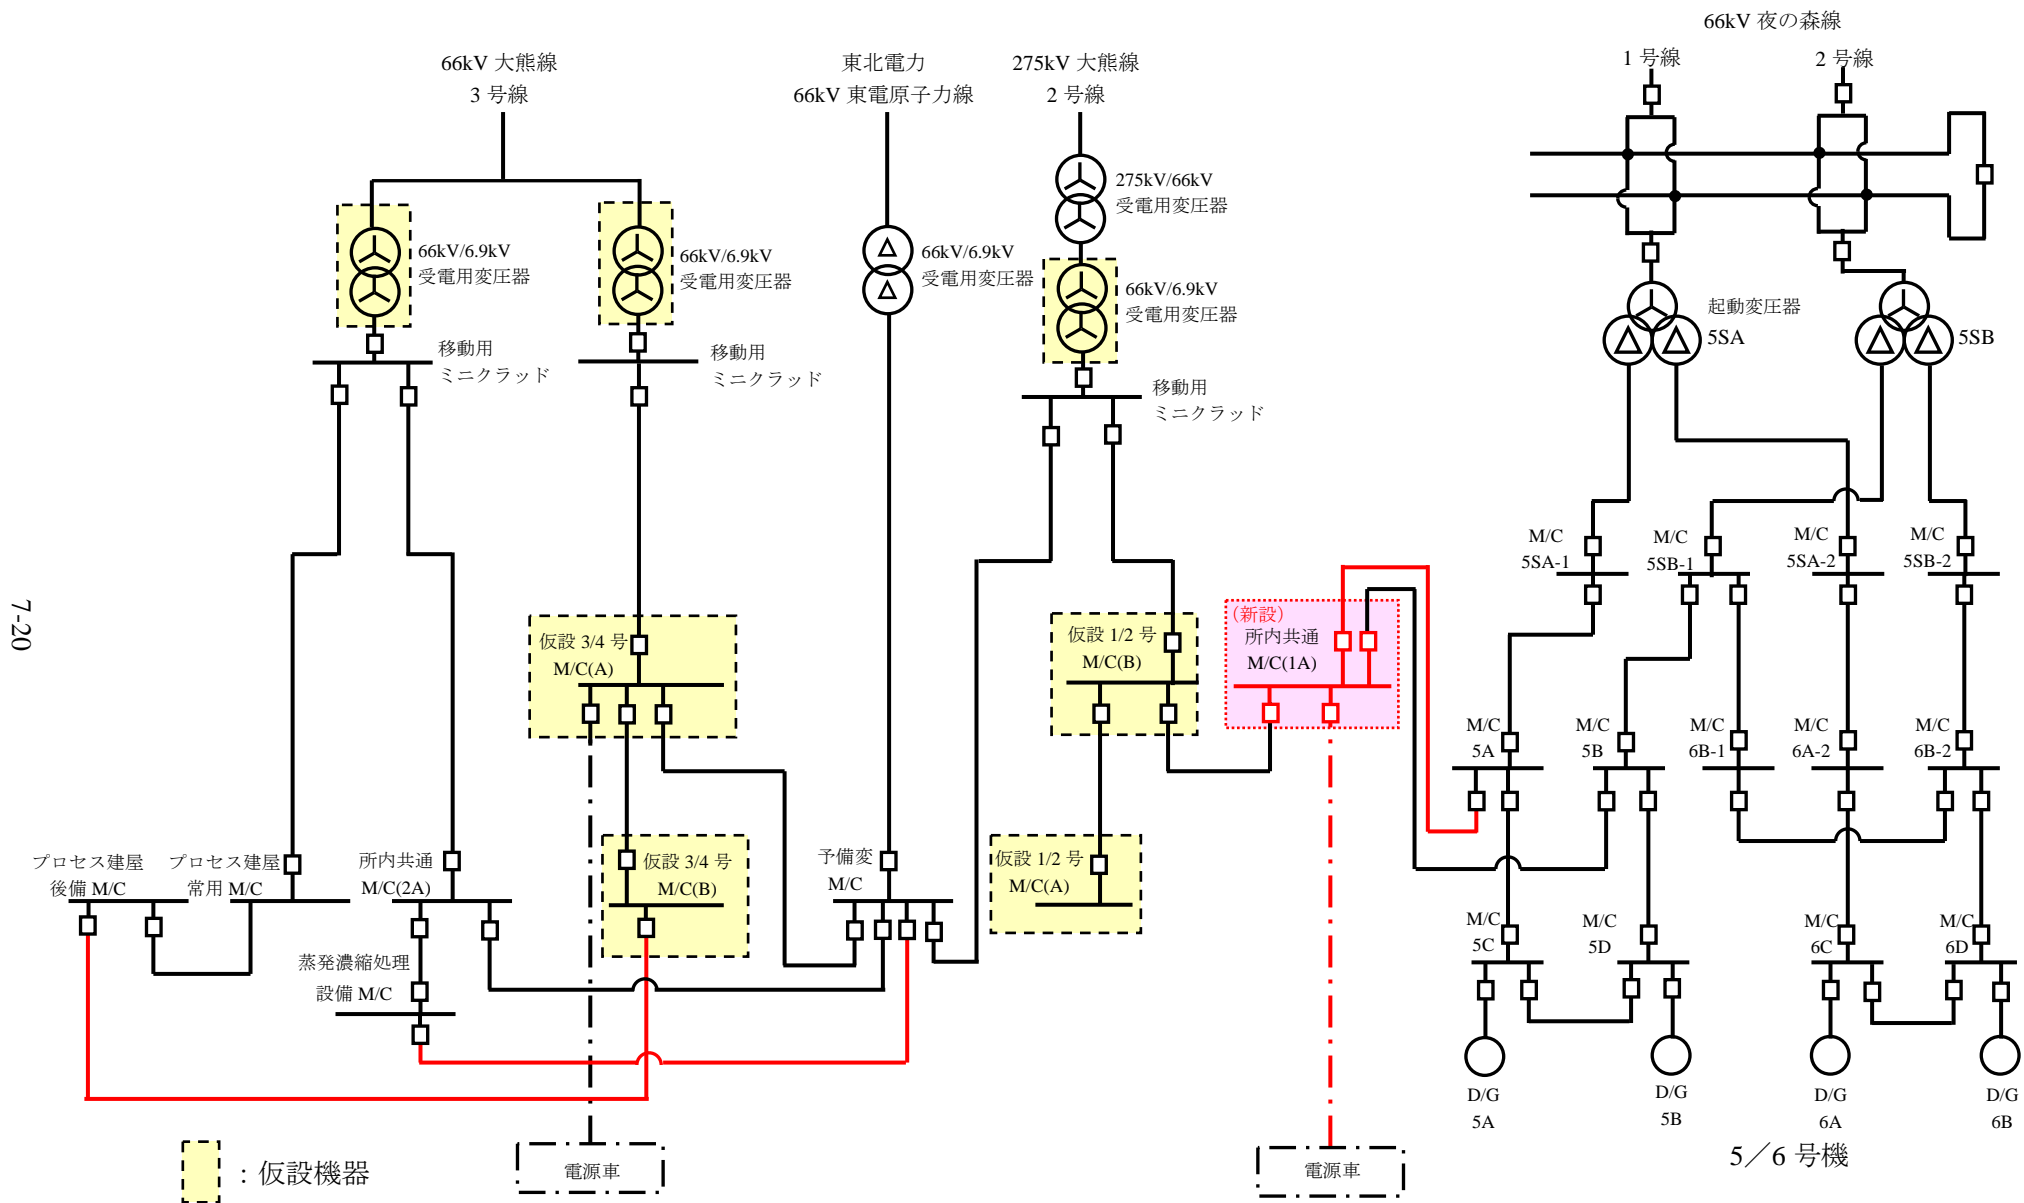 66kV 夜の森線
1 号線
2 号線
66kV 大熊線
3 号線
東北電力
66kV 東電原子力線
275kV 大熊線
2 号線
275kV/66kV
受電用変圧器
66kV/6.9kV
受電用変圧器
66kV/6.9kV
受電用変圧器
66kV/6.9kV
受電用変圧器
66kV/6.9kV
受電用変圧器
起動変圧器
5SA
5SB
移動用
ミニクラッド
移動用
ミニクラッド
移動用
ミニクラッド
M/C
5SA-1
M/C
5SB-1
M/C
5SA-2
M/C
5SB-2
7-20
仮設 3/4 号
M/C(A)
仮設 1/2 号
M/C(B)
(新設)
所内共通
M/C(1A)
M/C
5A
M/C
5B
M/C
6B-1
M/C
6A-2
M/C
6B-2
プロセス建屋
後備 M/C
プロセス建屋
常用 M/C
所内共通
M/C(2A)
仮設 3/4 号
M/C(B)
予備変
M/C
仮設 1/2 号
M/C(A)
M/C
5C
M/C
5D
M/C
6C
M/C
6D
蒸発濃縮処理
設備 M/C
D/G
5A
D/G
5B
D/G
6A
D/G
6B
5／6 号機
：仮設機器
電源車
電源車